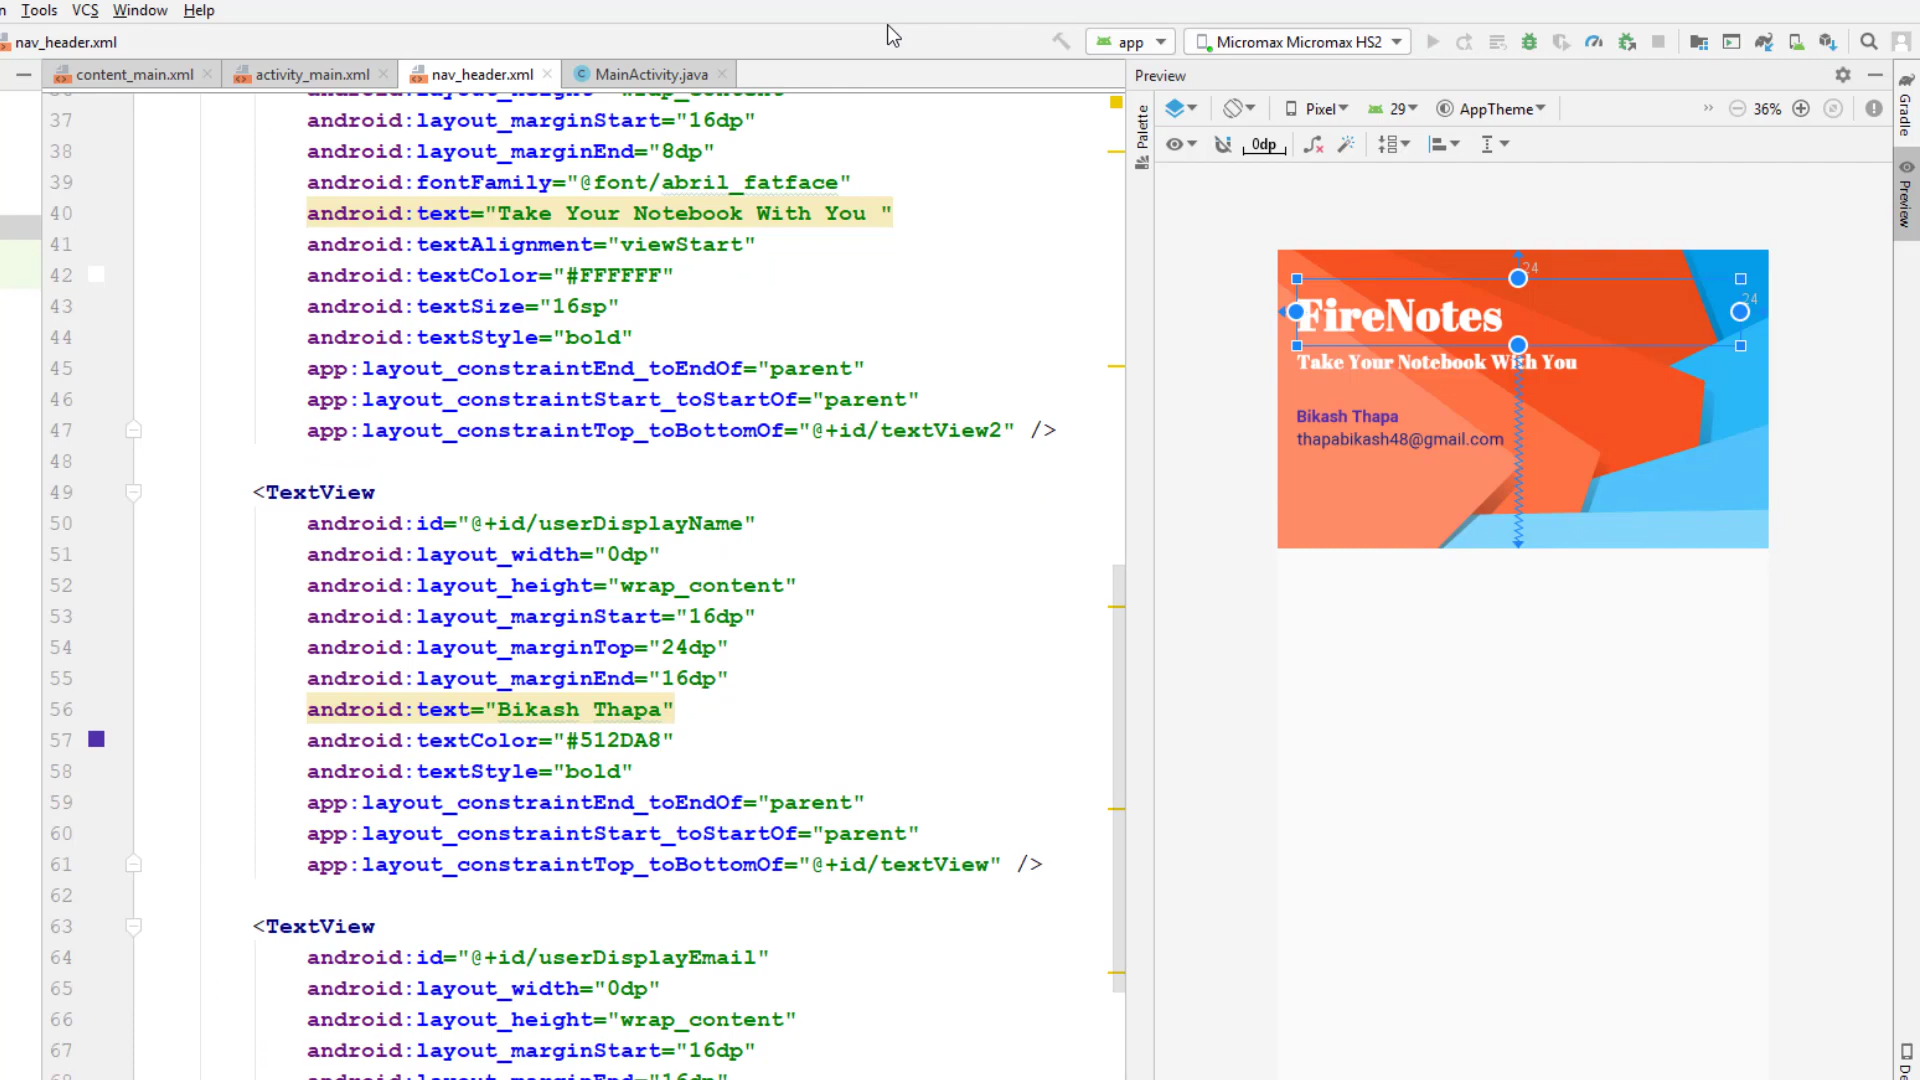 n Tools VCS Window Help
nav_header.xml
app
Micromax Micromax HS2
content_main.xml
activity_main.xml
nav_header.xml
MainActivity.java
37 android:layout_marginStart="16dp"
38 android:layout_marginEnd="8dp"
39 android:fontFamily="@font/abril_fatface"
40 android:text="Take Your Notebook With You "
41 android:textAlignment="viewStart"
42 android:textColor="#FFFFFF"
43 android:textSize="16sp"
44 android:textStyle="bold"
45 app:layout_constraintEnd_toEndOf="parent"
46 app:layout_constraintStart_toStartOf="parent"
47 app:layout_constraintTop_toBottomOf="@+id/textView2" />
48
49 <TextView
50 android:id="@+id/userDisplayName"
51 android:layout_width="0dp"
52 android:layout_height="wrap_content"
53 android:layout_marginStart="16dp"
54 android:layout_marginTop="24dp"
55 android:layout_marginEnd="16dp"
56 android:text="Bikash Thapa"
57 android:textColor="#512DA8"
58 android:textStyle="bold"
59 app:layout_constraintEnd_toEndOf="parent"
60 app:layout_constraintStart_toStartOf="parent"
61 app:layout_constraintTop_toBottomOf="@+id/textView" />
62
63 <TextView
64 android:id="@+id/userDisplayEmail"
65 android:layout_width="0dp"
66 android:layout_height="wrap_content"
67 android:layout_marginStart="16dp"
Preview
Palette
Pixel
29
AppTheme
36%
0dp
24
24
FireNotes
Take Your Notebook With You
Bikash Thapa
thapabikash48@gmail.com
Gradle
Preview